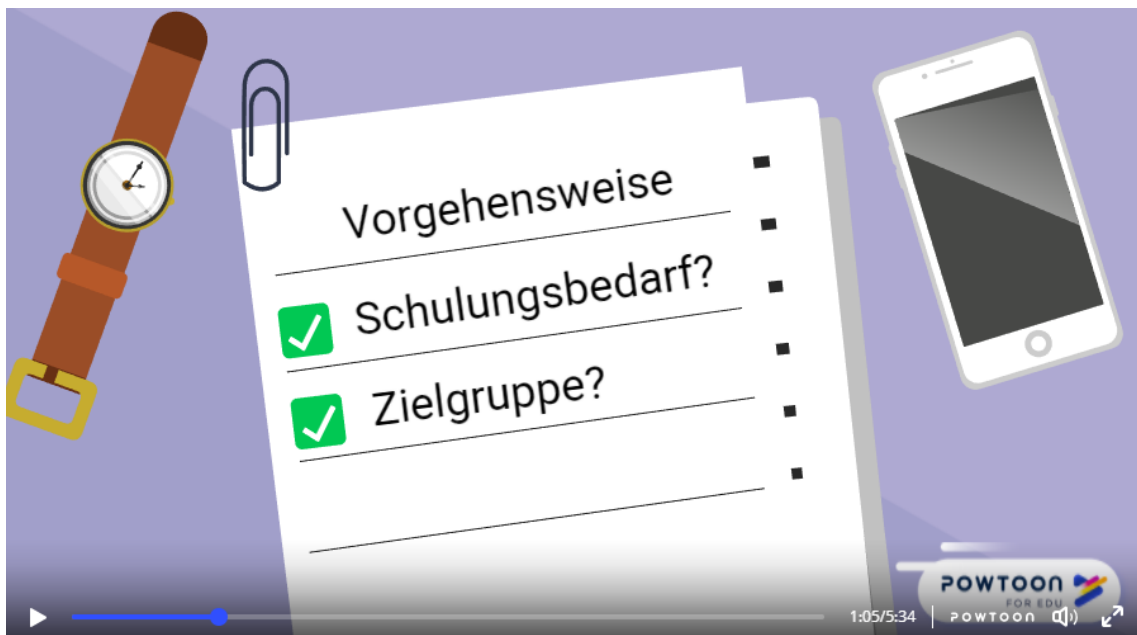 Vorgehensweise
Schulungsbedarf?
Zielgruppe?
POWTOON
FOR EDU
1:05/5:34
POWTOON